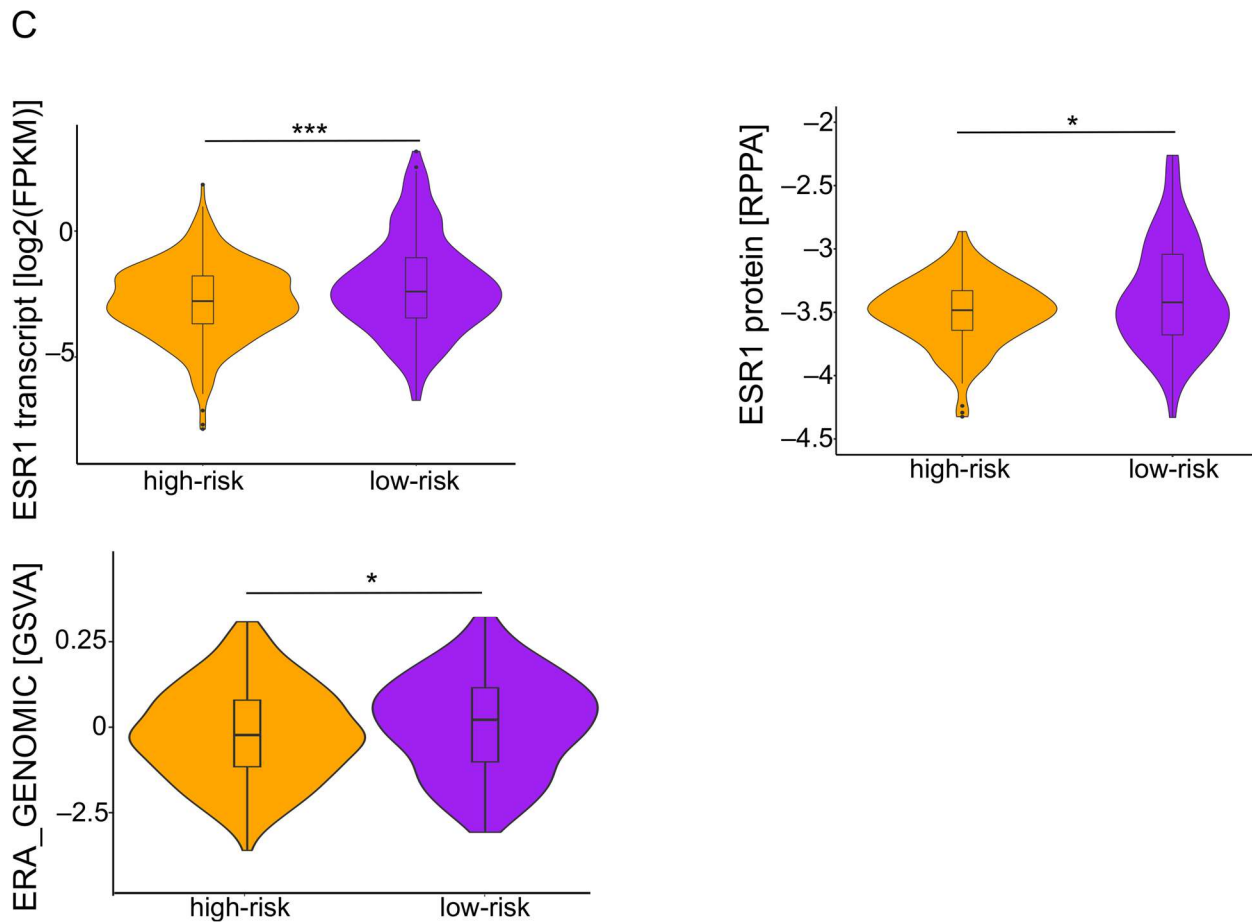 C
ESR1 transcript [log2(FPKM)]
***
0
–5
high-risk
low-risk
ESR1 protein [RPPA]
*
–2
–2.5
–3
–3.5
–4
–4.5
high-risk
low-risk
ERA_GENOMIC [GSVA]
*
0.25
0
–2.5
high-risk
low-risk